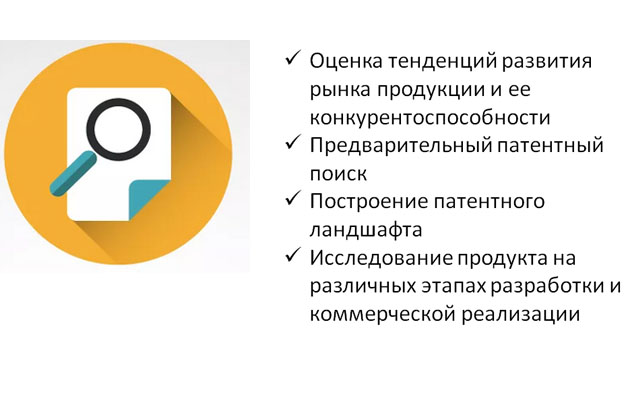 ✓ Оценка тенденций развития
рынка продукции и ее
конкурентоспособности
✓ Предварительный патентный
поиск
✓ Построение патентного
ландшафта
✓ Исследование продукта на
различных этапах разработки и
коммерческой реализации